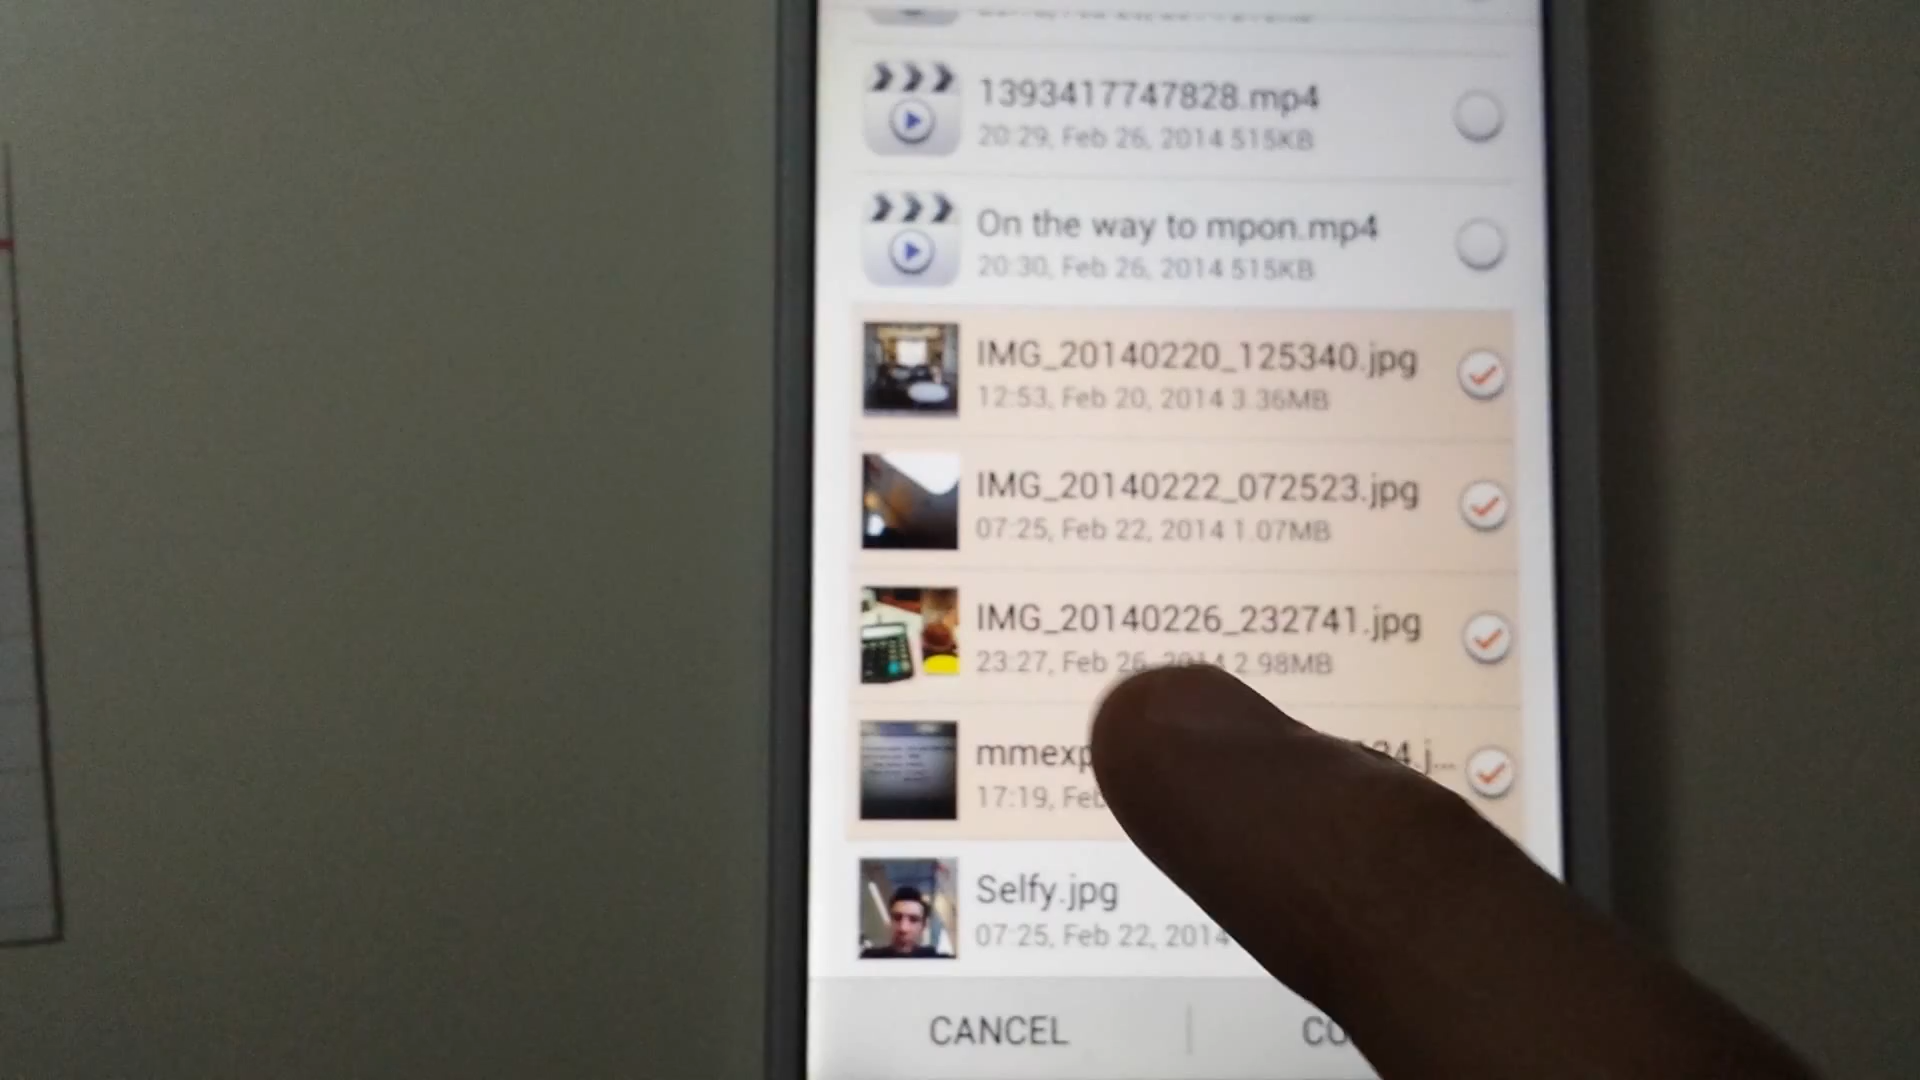 1393417747828.mp4
20:29, Feb 26, 2014 515KB
On the way to mpon.mp4
20:30, Feb 26, 2014 515KB
IMG_20140220_125340.jpg
12:53, Feb 20, 2014 3.36MB
IMG_20140222_072523.jpg
07:25, Feb 22, 2014 1.07MB
IMG_20140226_232741.jpg
23:27, Feb 26, 2014 2.98MB
17:19,
Selfy.jpg
07:25, Feb 22, 2014
CANCEL